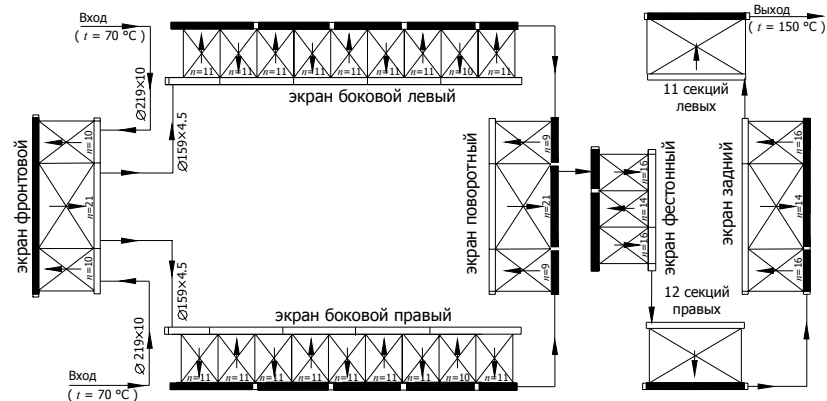 Вход
( t = 70 °C )
Выход
( t = 150 °C )
n=11
n=11
n=11
n=11
n=11
n=11
n=11
n=10
n=11
экран боковой левый
11 секций
левых
Ø219×10
Ø159×4.5
экран фронтовой
n=10
n=21
n=10
экран поворотный
n=9
n=21
n=9
n=16
n=14
n=16
экран фестонный
экран задний
n=16
n=14
n=16
Ø 219×10
Ø159×4.5
экран боковой правый
12 секций
правых
n=11
n=11
n=11
n=11
n=11
n=11
n=11
n=10
n=11
Вход
( t = 70 °C )